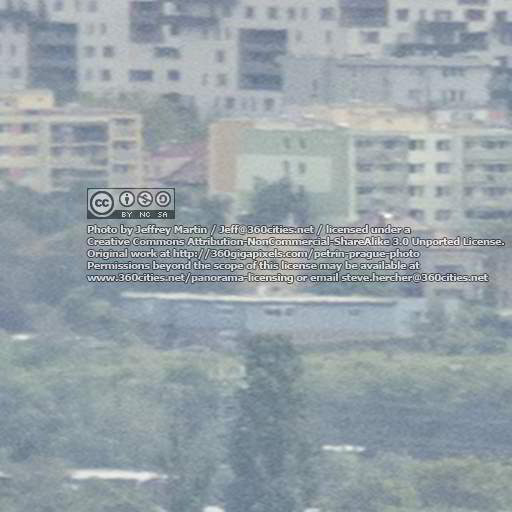 cc
BY NC SA
Photo by Jeffrey Martin / Jeff@360cities.net / licensed under a
Creative Commons Attribution-NonCommercial-ShareAlike 3.0 Unported License.
Original work at http://360gigapixels.com/petrin-prague-photo
Permissions beyond the scope of this license may be available at
www.360cities.net/panorama-licensing or email steve.hercher@360cities.net